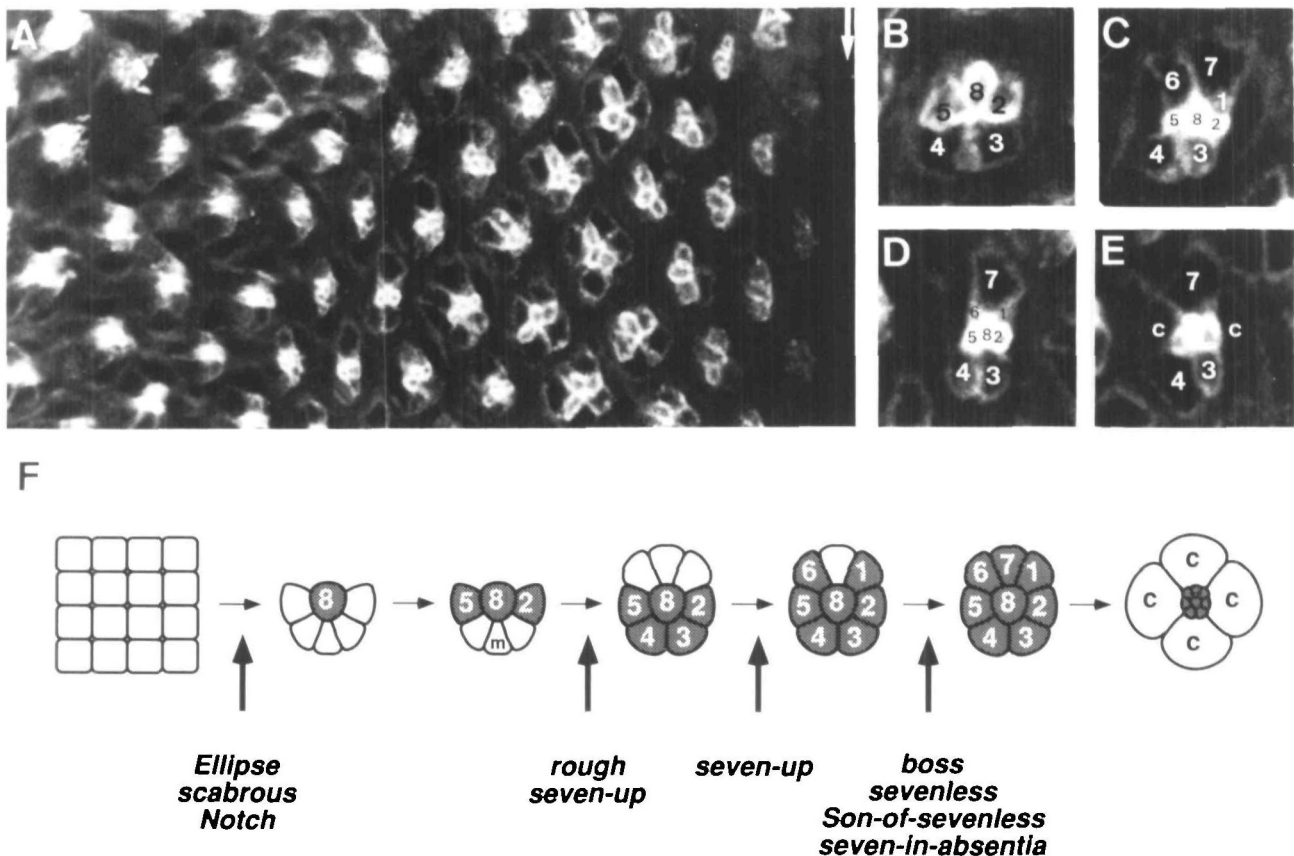 A
B
8
5 2
4 3
C
6 7
1
5 8 2
4 3
D
7
6 1
5 8 2
4 3
E
7
c c
4 3
F
8
5 8 2
m
5 8 2
4 3
6 1
5 8 2
4 3
6 7 1
5 8 2
4 3
c
c c
c
Ellipse
scabrous
Notch
rough
seven-up
seven-up
boss
sevenless
Son-of-sevenless
seven-in-absentia